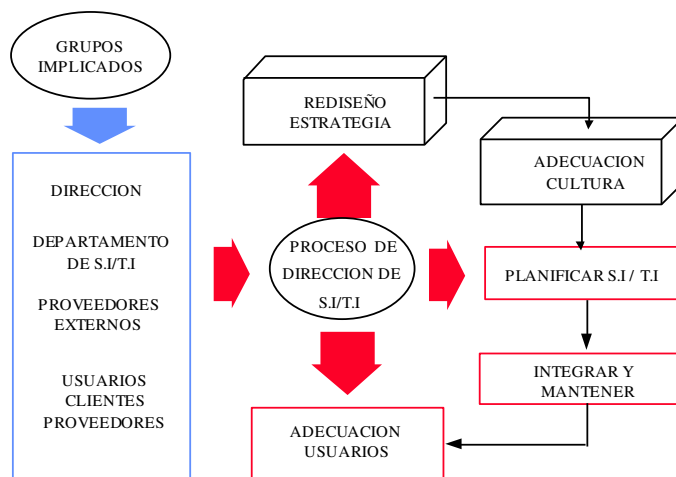 GRUPOS
IMPLICADOS
DIRECCION
DEPARTAMENTO
DE S.I/T.I
PROVEEDORES
EXTERNOS
USUARIOS
CLIENTES
PROVEEDORES
REDISEÑO
ESTRATEGIA
PROCESO DE
DIRECCION DE
S.I/T.I
ADECUACION
USUARIOS
ADECUACION
CULTURA
PLANIFICAR S.I / T.I
INTEGRAR Y
MANTENER